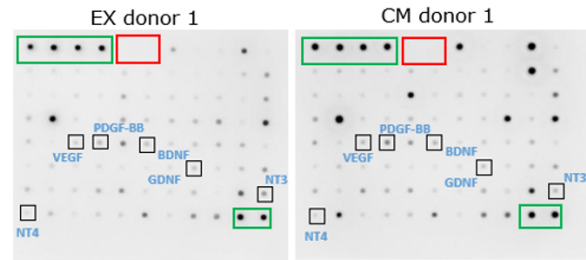 EX donor 1
CM donor 1
PDGF-BB
VEGF
BDNF
GDNF
NT3
NT4
PDGF-BB
VEGF
BDNF
GDNF
NT3
NT4